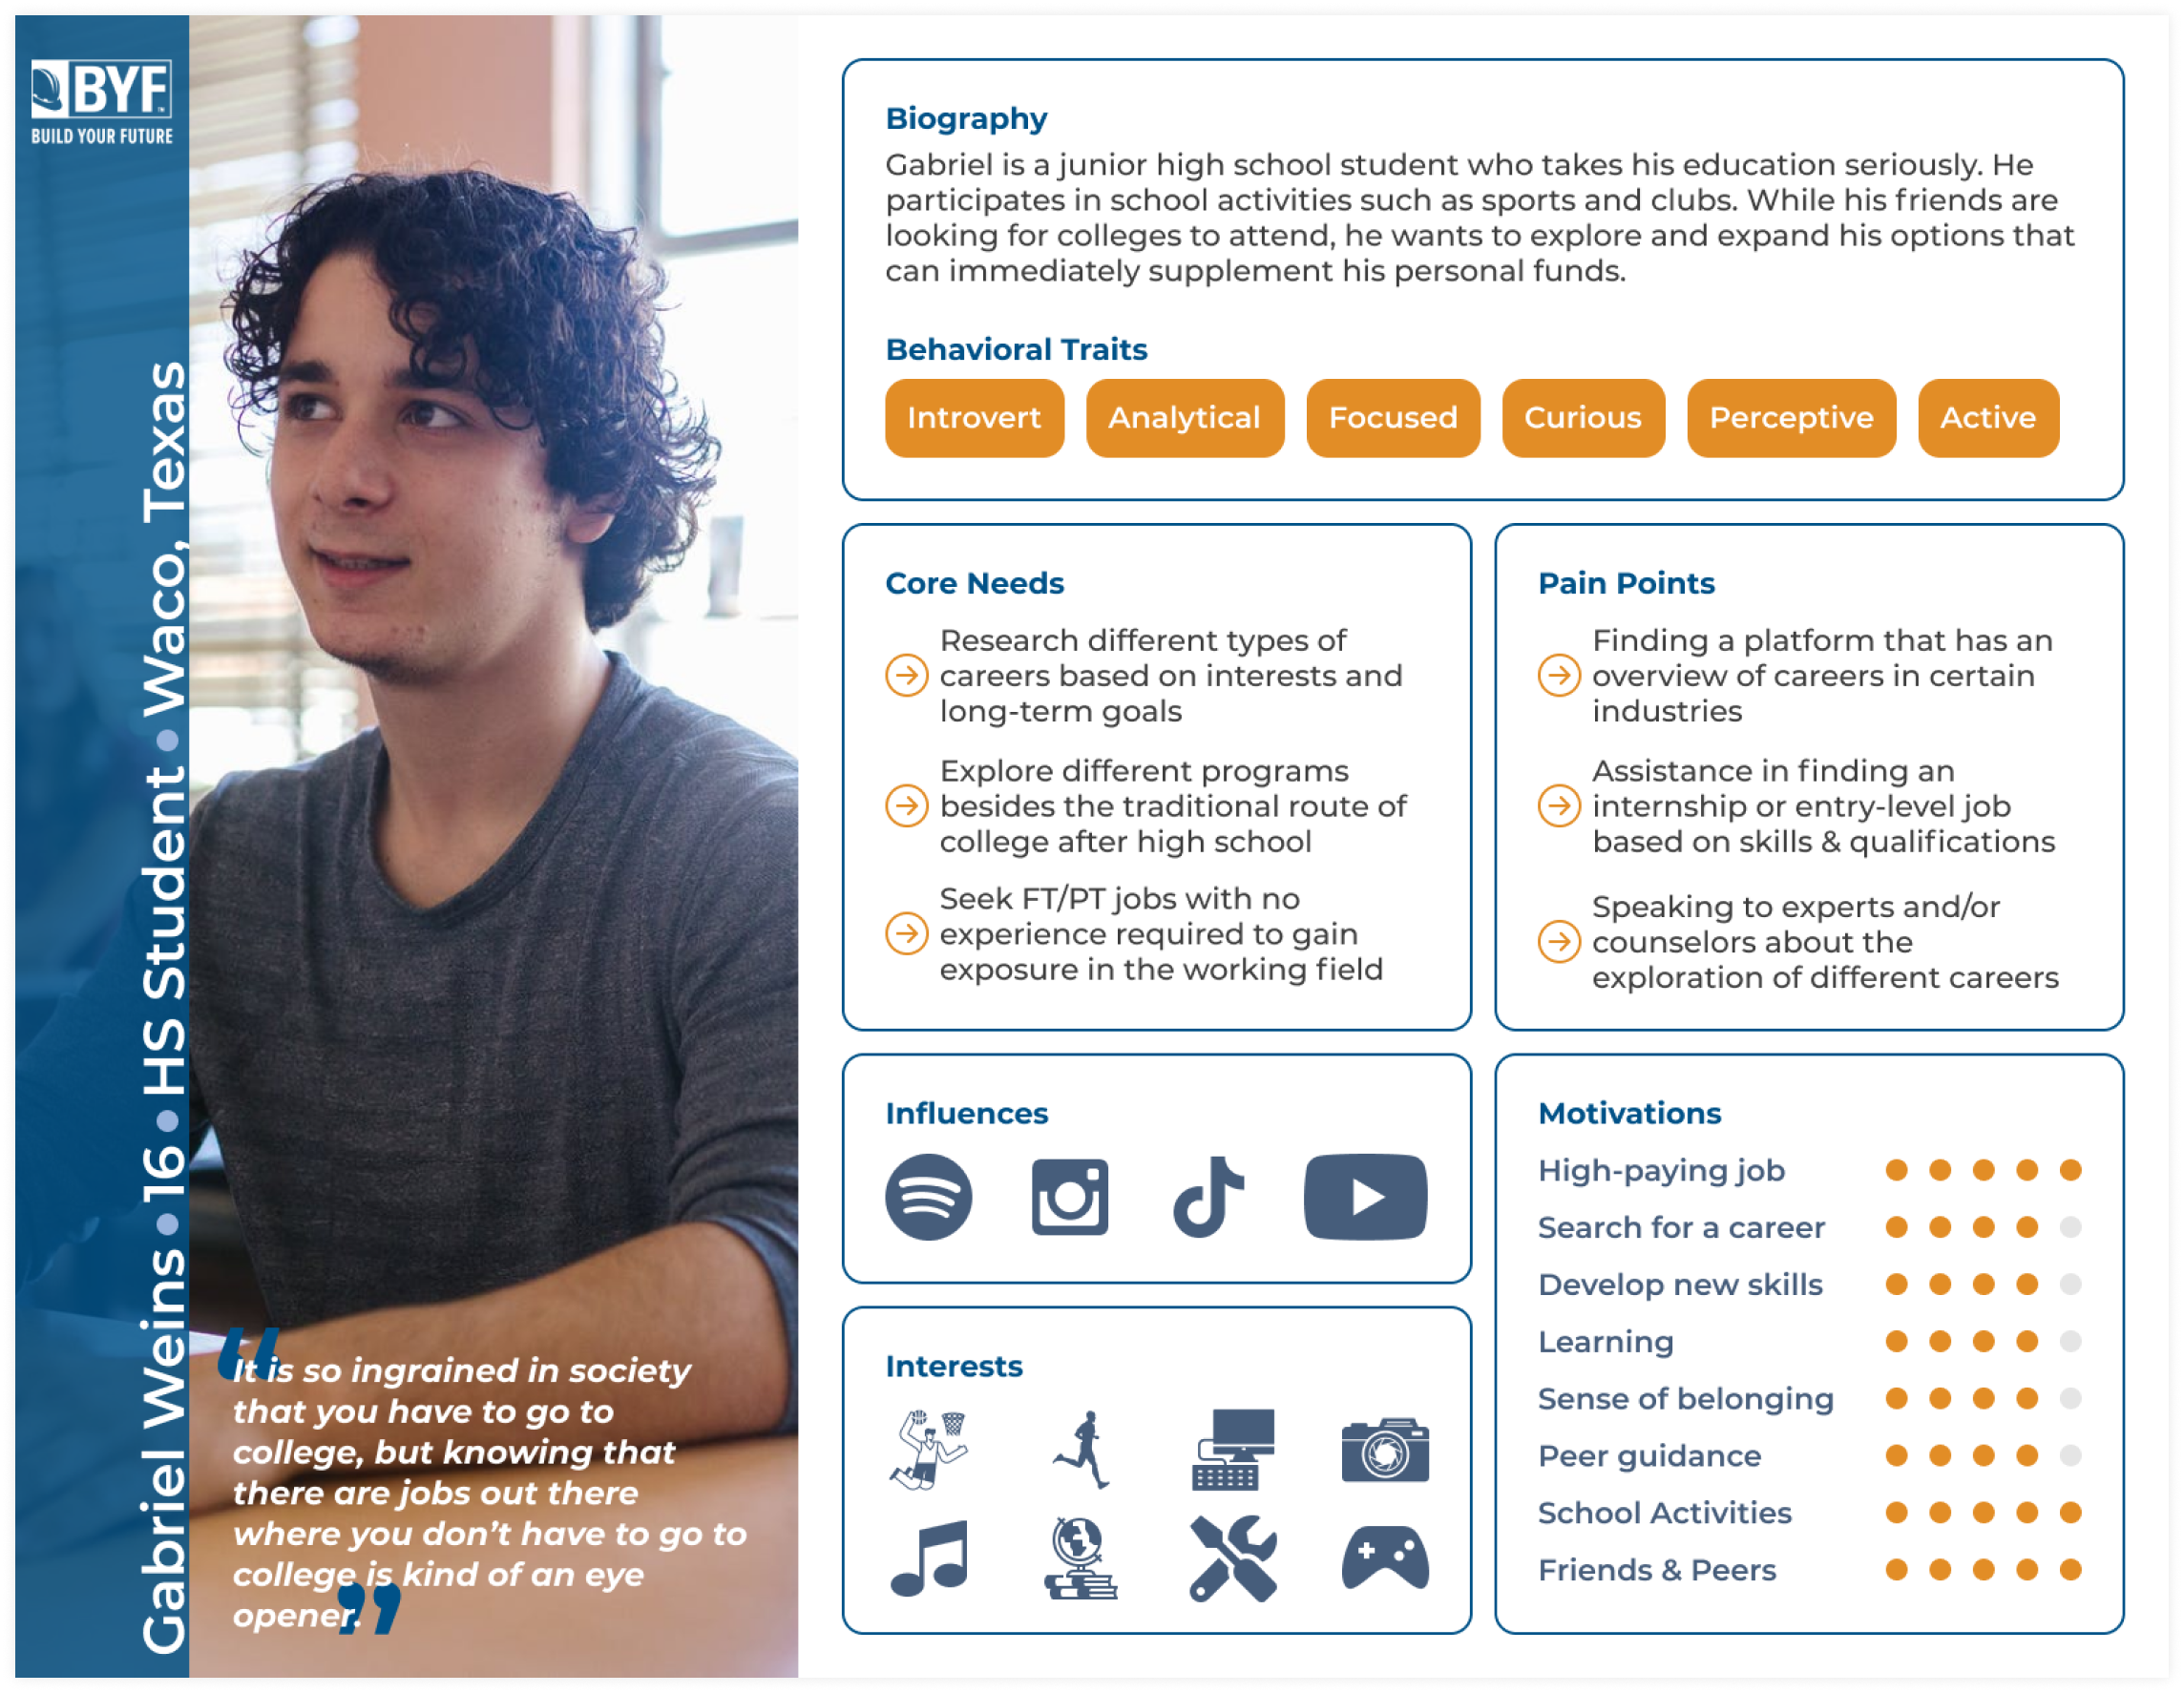 BYF
BUILD YOUR FUTURE
Gabriel Weins • 16 • HS Student • Waco, Texas
“It is so ingrained in society
that you have to go to
college, but knowing that
there are jobs out there
where you don’t have to go to
college is kind of an eye
opener.”
Biography
Gabriel is a junior high school student who takes his education seriously. He
participates in school activities such as sports and clubs. While his friends are
looking for colleges to attend, he wants to explore and expand his options that
can immediately supplement his personal funds.
Behavioral Traits
Introvert Analytical Focused Curious Perceptive Active
Core Needs
Research different types of
careers based on interests and
long-term goals
Explore different programs
besides the traditional route of
college after high school
Seek FT/PT jobs with no
experience required to gain
exposure in the working field
Pain Points
Finding a platform that has an
overview of careers in certain
industries
Assistance in finding an
internship or entry-level job
based on skills & qualifications
Speaking to experts and/or
counselors about the
exploration of different careers
Influences
Interests
Motivations
High-paying job
Search for a career
Develop new skills
Learning
Sense of belonging
Peer guidance
School Activities
Friends & Peers